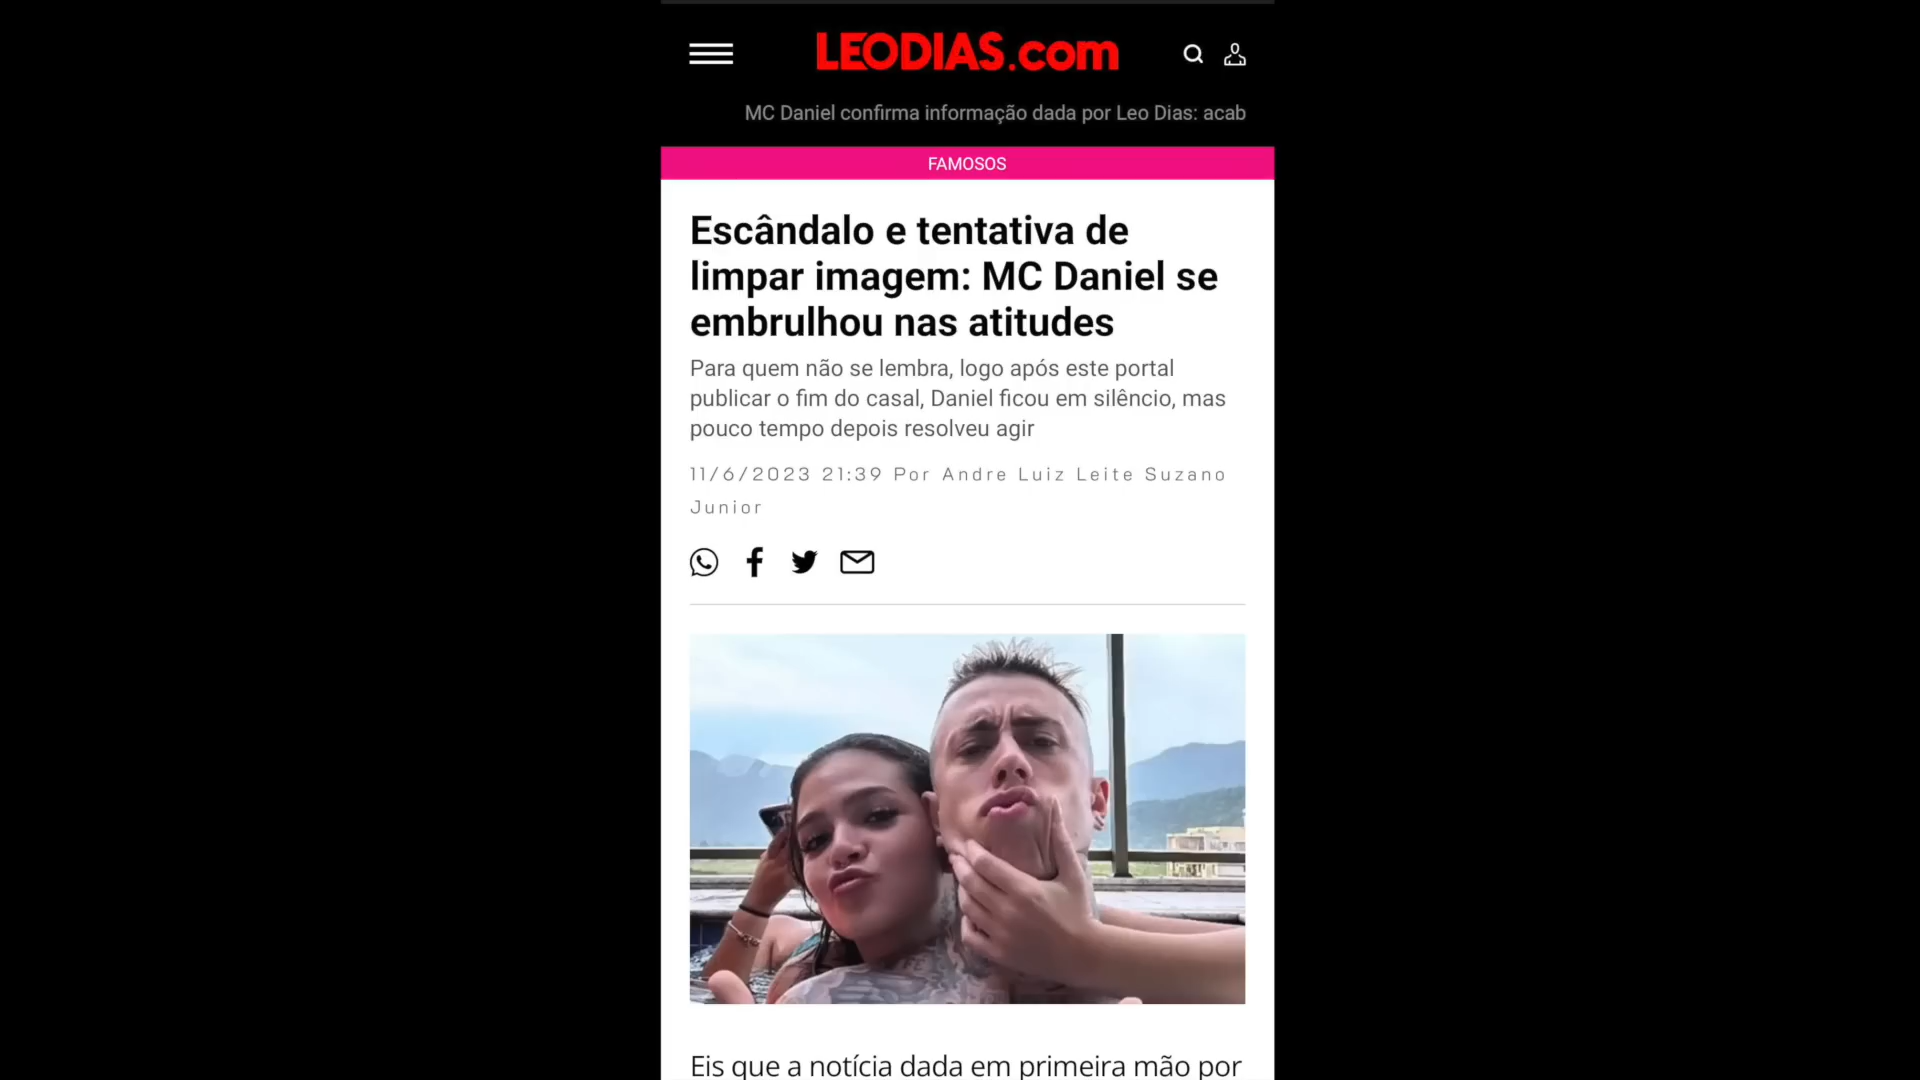 LEODIAS.com
MC Daniel confirma informação dada por Leo Dias: acab
FAMOSOS
Escândalo e tentativa de
limpar imagem: MC Daniel se
embrulhou nas atitudes
Para quem não se lembra, logo após este portal
publicar o fim do casal, Daniel ficou em silêncio, mas
pouco tempo depois resolveu agir
11/6/2023 21:39 Por Andre Luiz Leite Suzano
Junior
Eis que a notícia dada em primeira mão por